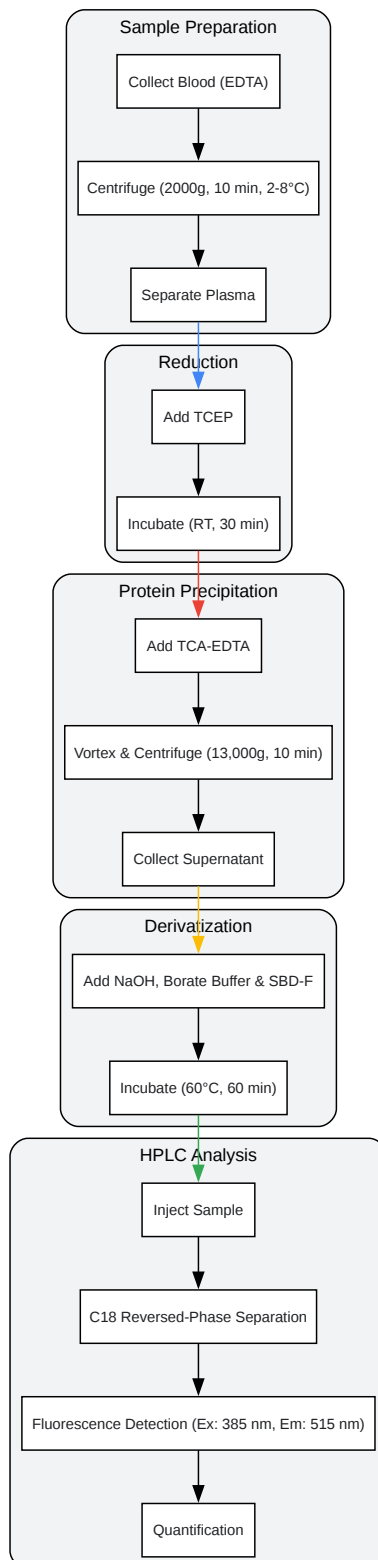 Sample Preparation
Collect Blood (EDTA)
Centrifuge (2000g, 10 min, 2-8°C)
Separate Plasma
Reduction
Add TCEP
Incubate (RT, 30 min)
Protein Precipitation
Add TCA-EDTA
Vortex & Centrifuge (13,000g, 10 min)
Collect Supernatant
Derivatization
Add NaOH, Borate Buffer & SBD-F
Incubate (60°C, 60 min)
HPLC Analysis
Inject Sample
C18 Reversed-Phase Separation
Fluorescence Detection (Ex: 385 nm, Em: 515 nm)
Quantification